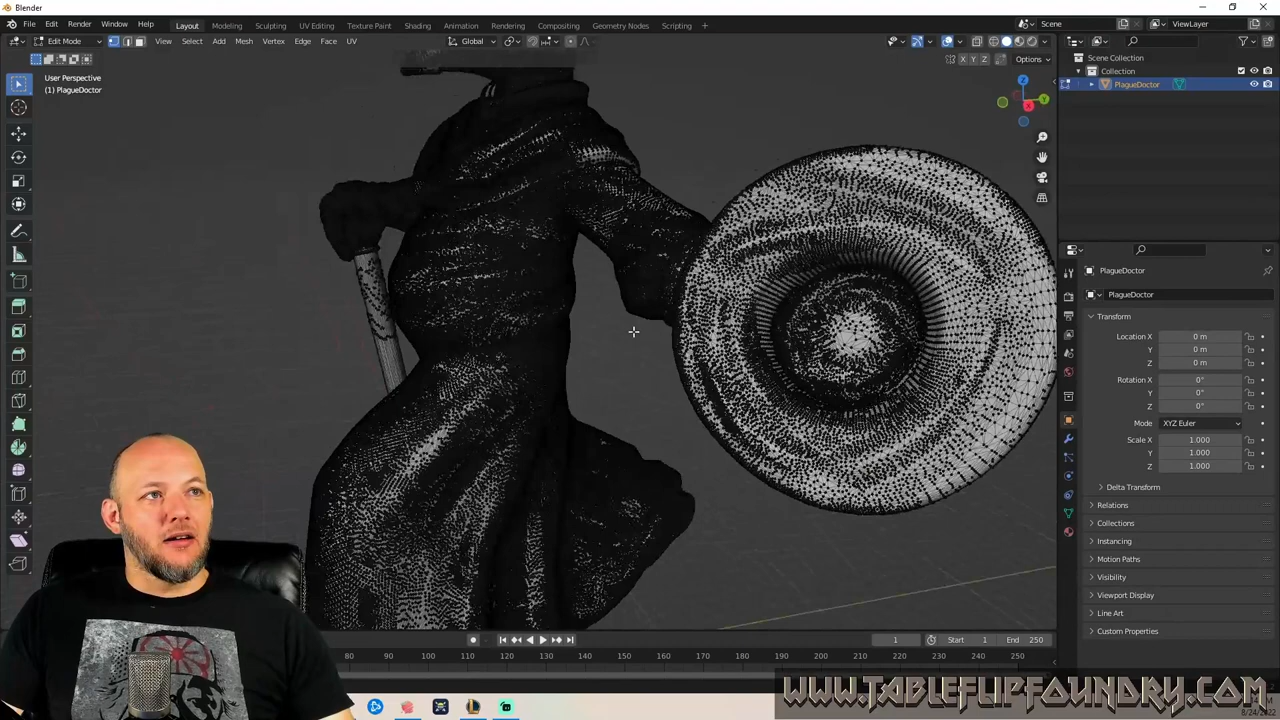 Blender
File Edit Render Window Help
Layout Modeling Sculpting UV Editing Texture Paint Shading Animation Rendering Compositing Geometry Nodes Scripting +
Scene
ViewLayer
Edit Mode
View Select Add Mesh Vertex Edge Face UV
Global
X Y Z
Options
User Perspective
(1) PlagueDoctor
Z
Y
X
Scene Collection
Collection
PlagueDoctor
PlagueDoctor
PlagueDoctor
Transform
Location X 0 m
Y 0 m
Z 0 m
Rotation X 0°
Y 0°
Z 0°
Mode XYZ Euler
Scale X 1.000
Y 1.000
Z 1.000
Delta Transform
Relations
Collections
Instancing
Motion Paths
Visibility
Viewport Display
Line Art
Custom Properties
1
Start 1
End 250
80 90 100 110 120 130 140 150 160 170 180 190 200 210 220 230 240 250
WWW.TABLEFLIPFOUNDRY.COM
8/24/2022